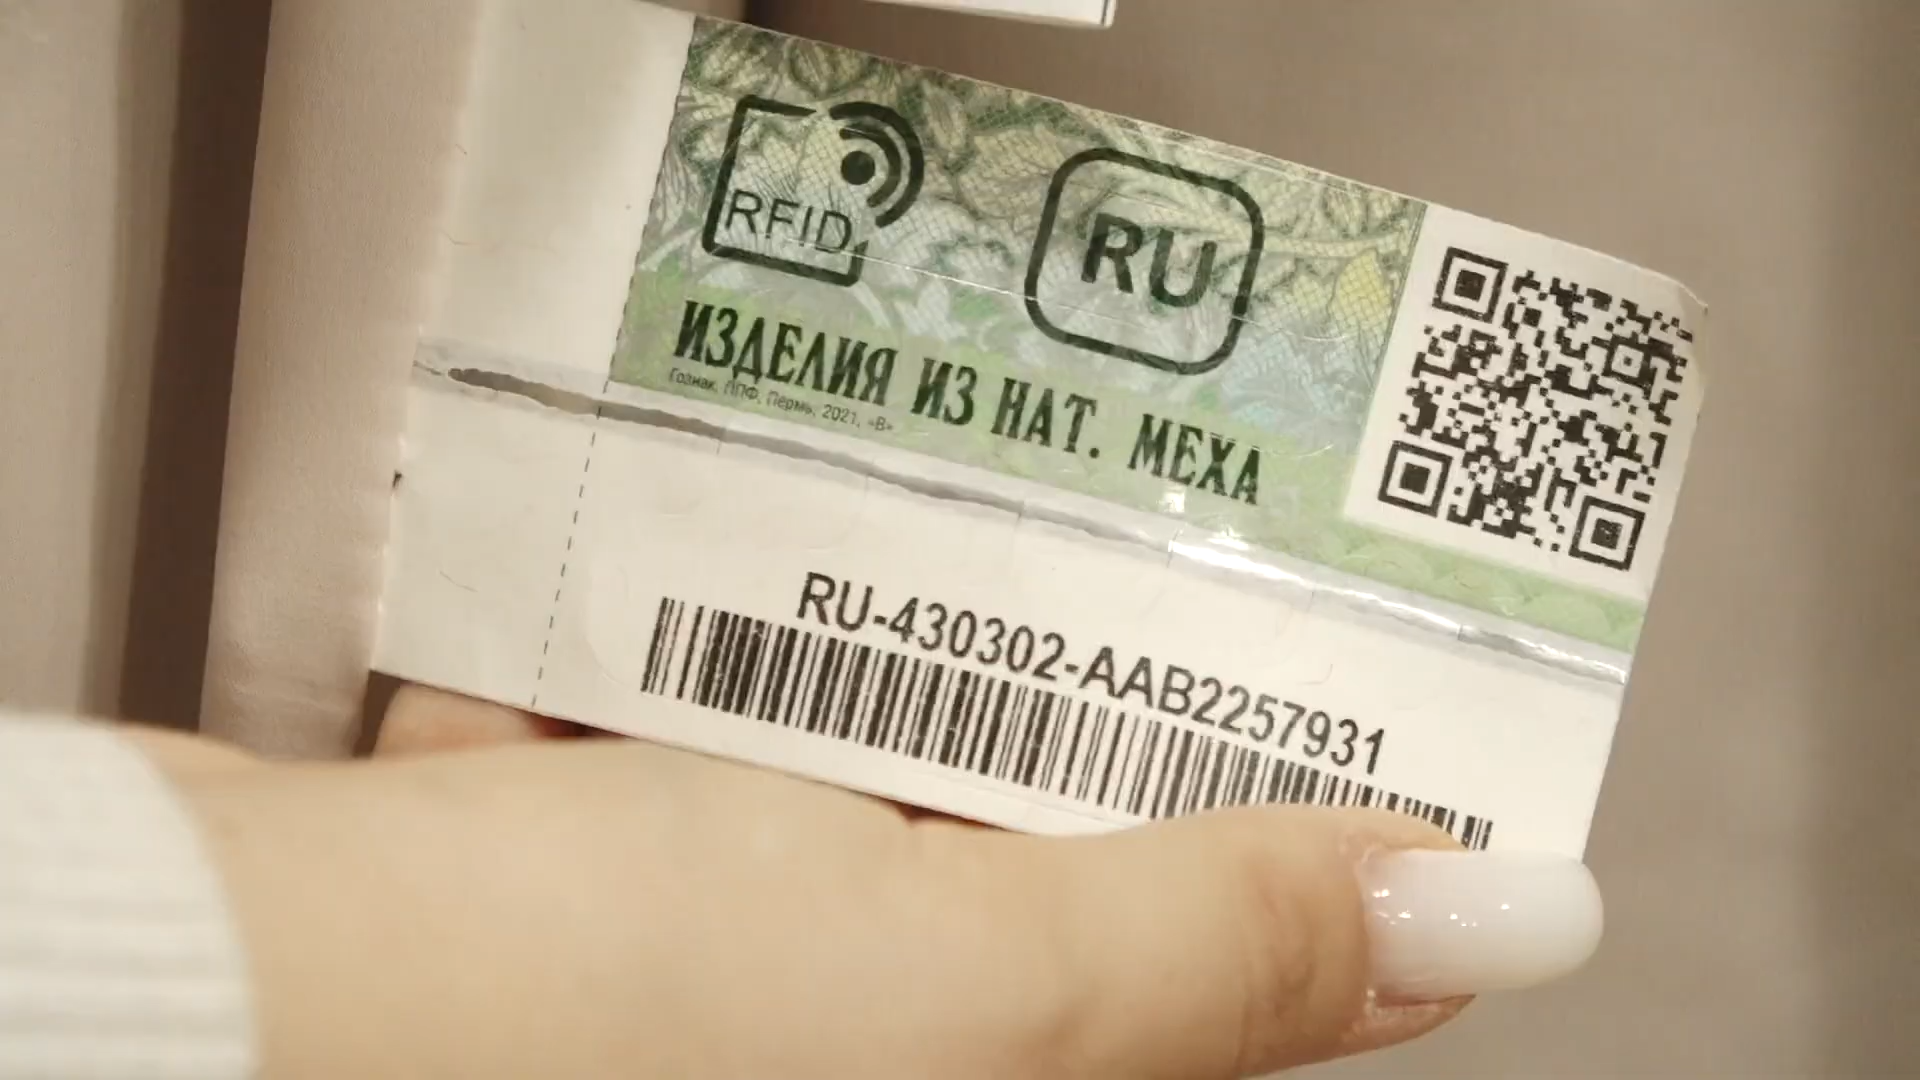 RFID
RU
ИЗДЕЛИЯ ИЗ НАТ. МЕХА
Гознак, ППФ, Пермь, 2021, «В»
RU-430302-AAB2257931